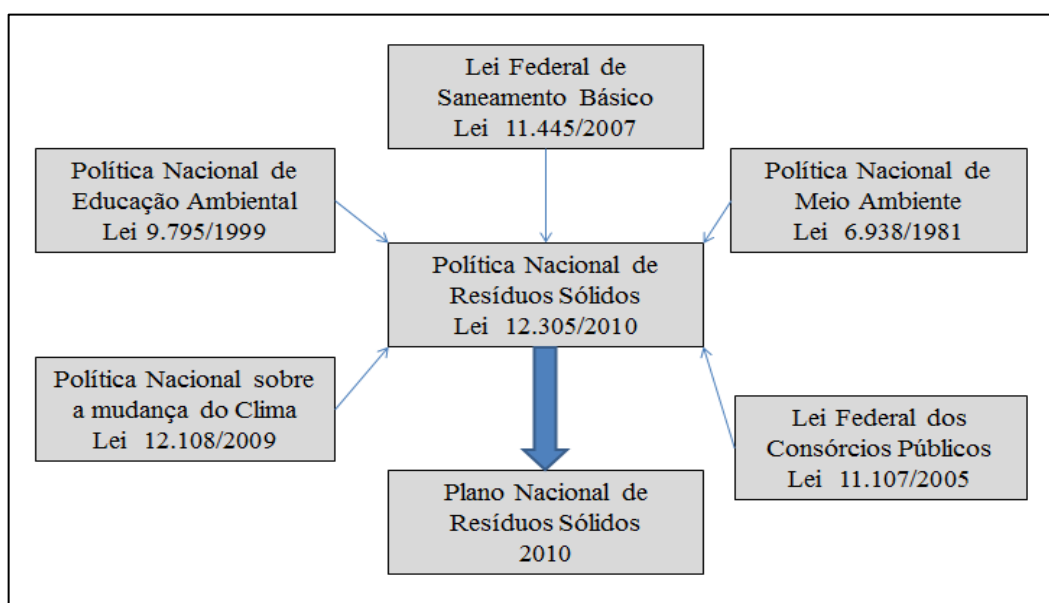 Lei Federal de
Saneamento Básico
Lei 11.445/2007
Política Nacional de
Educação Ambiental
Lei 9.795/1999
Política Nacional de
Meio Ambiente
Lei 6.938/1981
Política Nacional de
Resíduos Sólidos
Lei 12.305/2010
Política Nacional sobre
a mudança do Clima
Lei 12.108/2009
Lei Federal dos
Consórcios Públicos
Lei 11.107/2005
Plano Nacional de
Resíduos Sólidos
2010